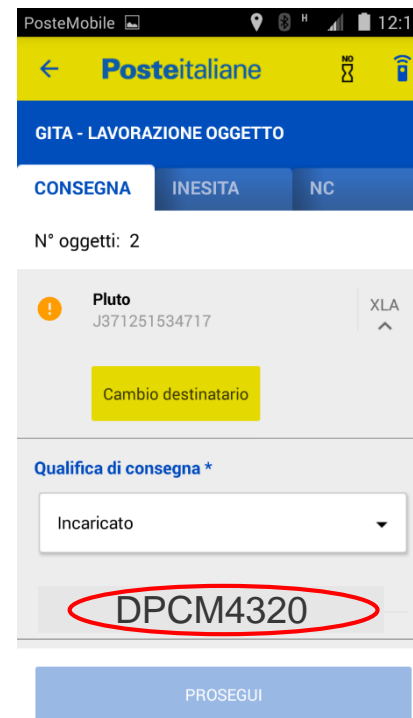 PosteMobile H 12:1
Posteitaliane NO
GITA - LAVORAZIONE OGGETTO
CONSEGNA INESITA NC
N° oggetti: 2
Pluto
J371251534717
XLA
Cambio destinatario
Qualifica di consegna *
Incaricato
DPCM4320
PROSEGUI